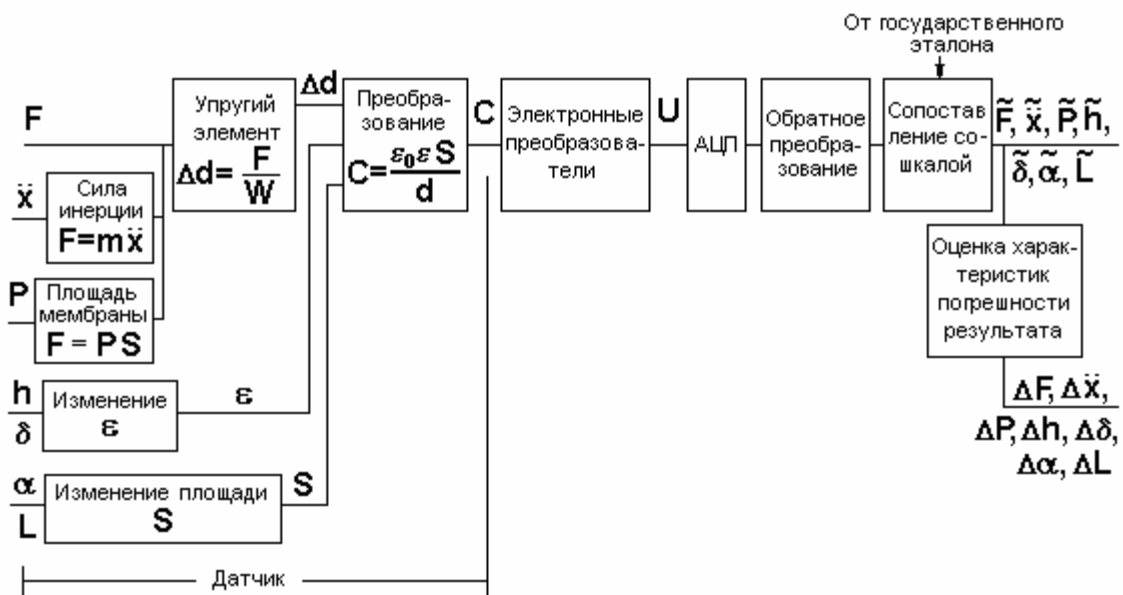 От государственного
эталона
F
Упругий
элемент
Δd = F/W
Δd
Преобра-
зование
C = ε₀εS/d
C
Электронные
преобразова-
тели
U
АЦП
Обратное
преобра-
зование
Сопостав
ление со-
шкалой
F̃, ẍ̃, P̃, h̃,
δ̃, α̃, L̃
ẍ
Сила
инерции
F=mẍ
P
Площадь
мембраны
F = PS
h
δ
Изменение
ε
ε
α
L
Изменение площади
S
S
Оценка харак-
теристик
погрешности
результата
ΔF, Δẍ,
ΔP, Δh, Δδ,
Δα, ΔL
Датчик